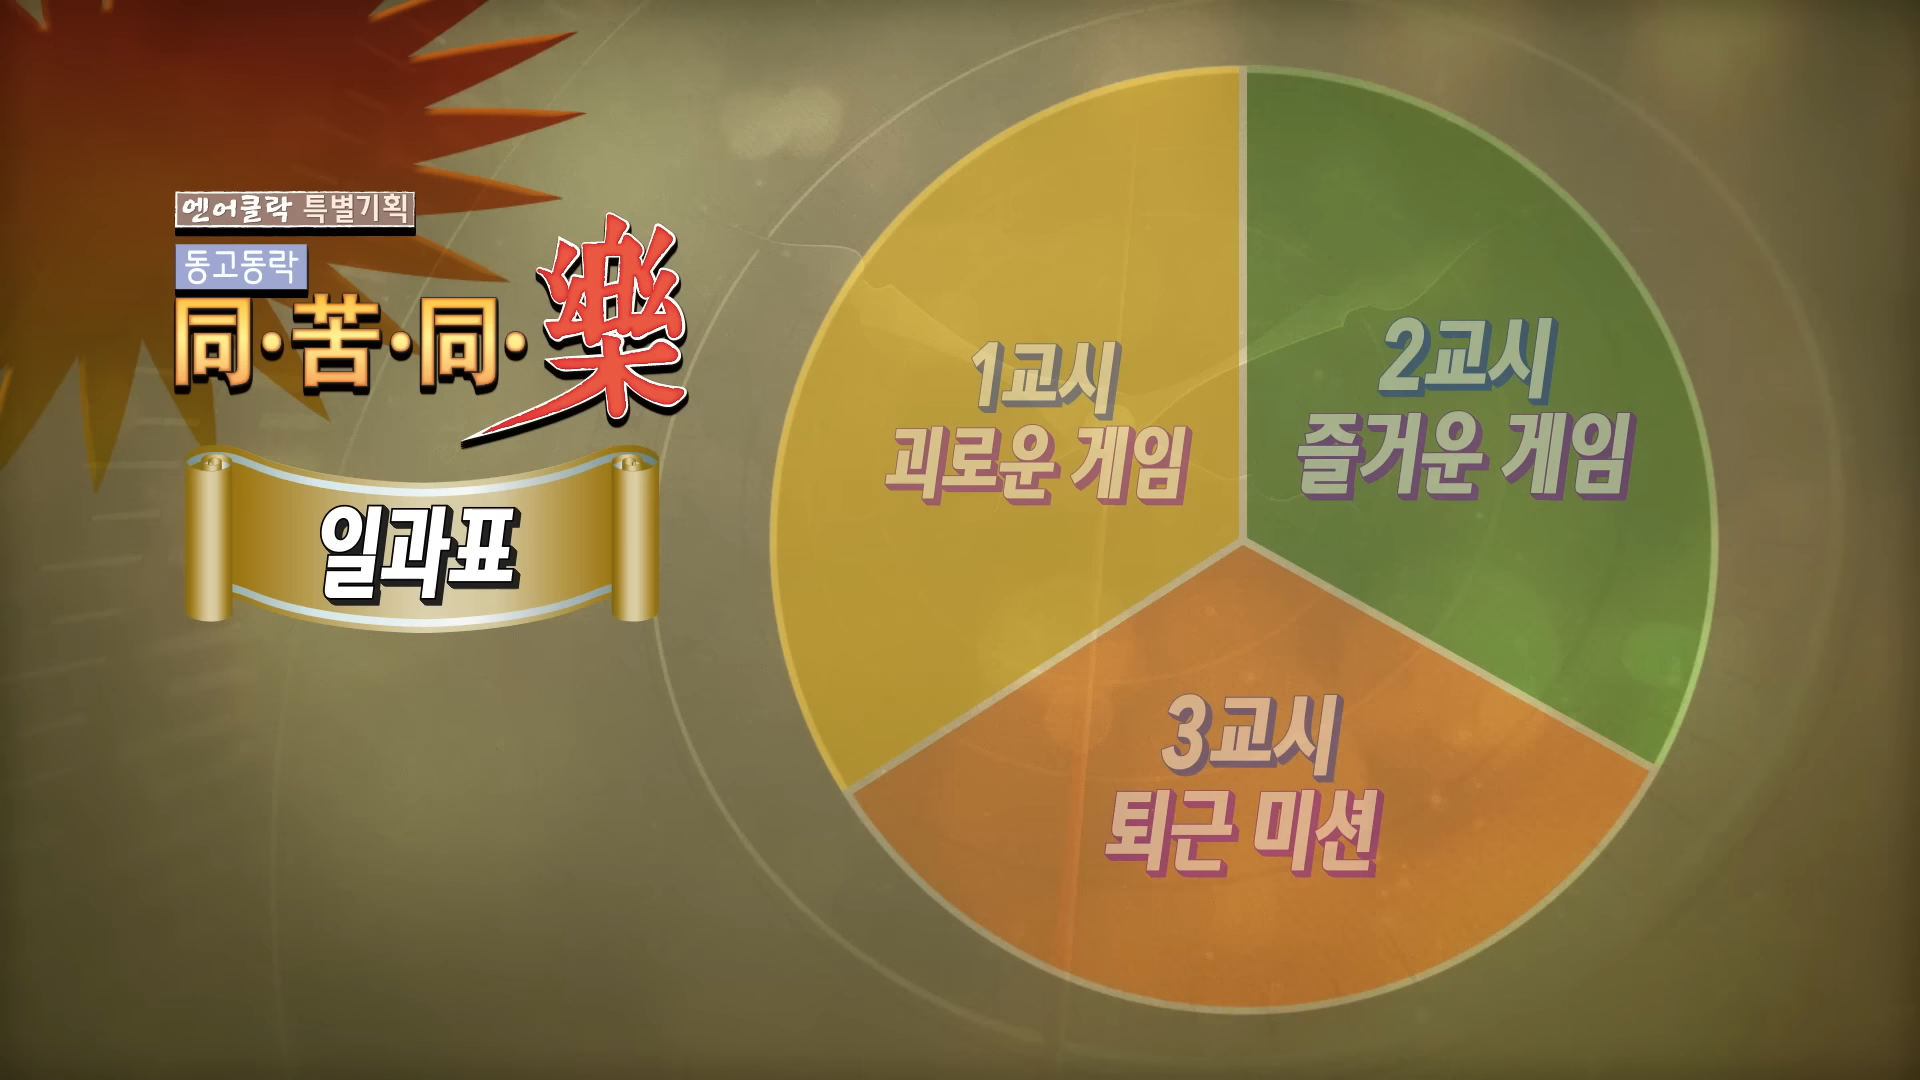 엔어클락 특별기획
동고동락
同·苦·同·樂
일과표
1교시
괴로운 게임
2교시
즐거운 게임
3교시
퇴근 미션